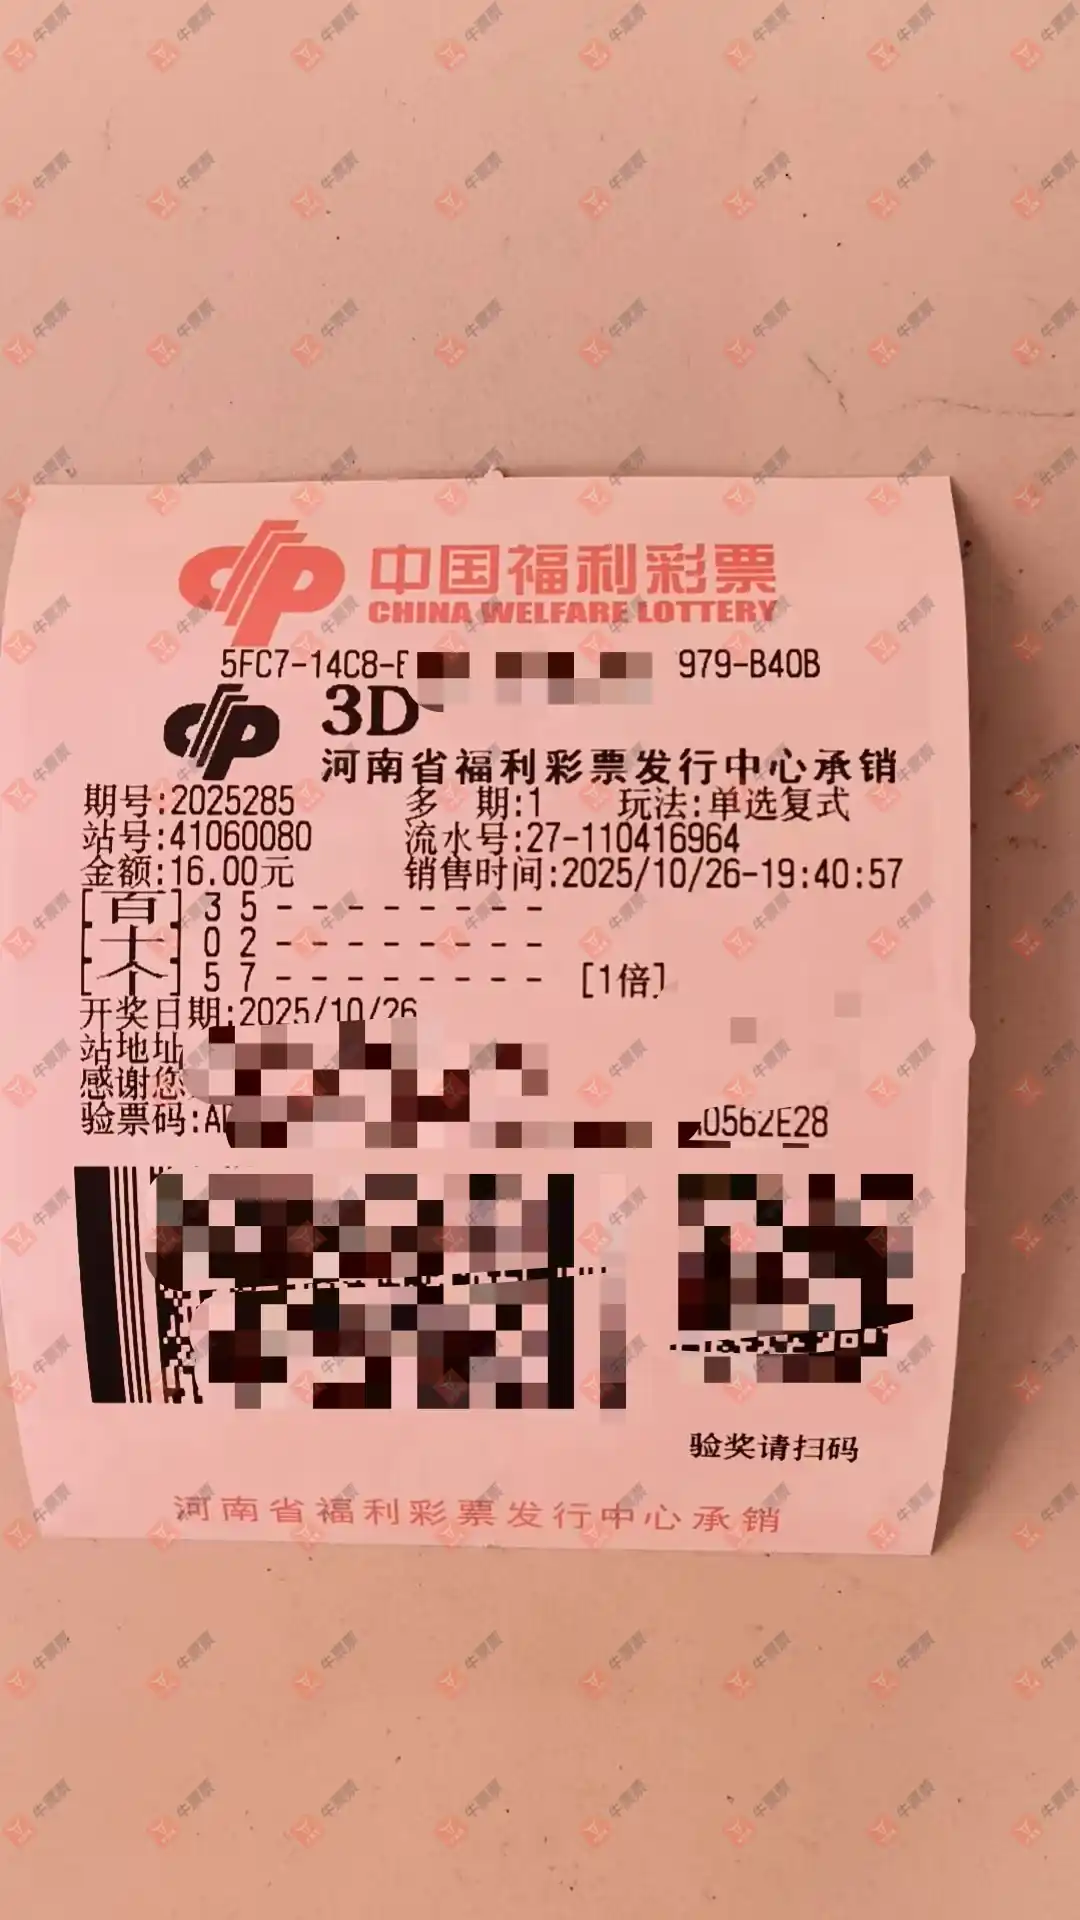 中国福利彩票
CHINA WELFARE LOTTERY
5FC7-14C8-E 979-B40B
3D
河南省福利彩票发行中心承销
期号:2025285 多 期:1 玩法:单选复式
站号:41060080 流水号:27-110416964
金额:16.00元 销售时间:2025/10/26-19:40:57
[百] 3 5 - - - - - - - -
[十] 0 2 - - - - - - - -
[个] 5 7 - - - - - - - - [1倍]
开奖日期:2025/10/26
站地址
感谢您
验票码:A 0562E28
验奖请扫码
河南省福利彩票发行中心承销
牛票票